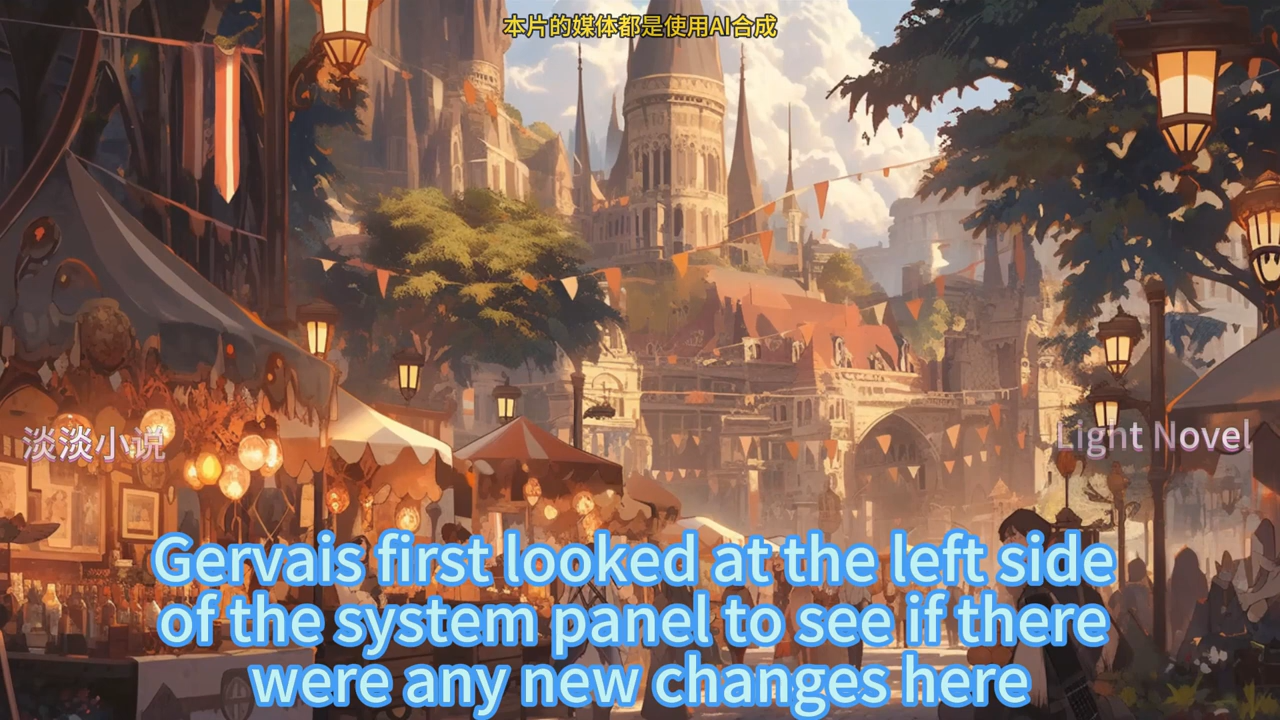 本片的媒体都是使用AI合成
淡淡小说
Light Novel
Gervais first looked at the left side
of the system panel to see if there
were any new changes here